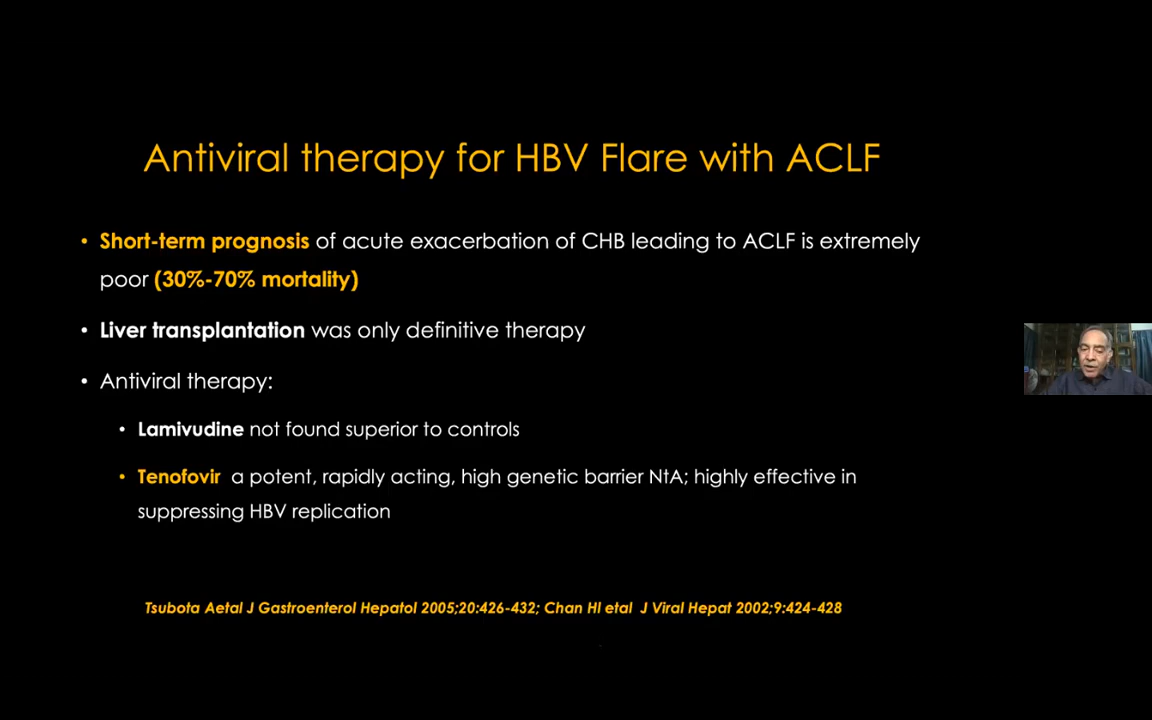 Antiviral therapy for HBV Flare with ACLF
• Short-term prognosis of acute exacerbation of CHB leading to ACLF is extremely
poor (30%-70% mortality)
• Liver transplantation was only definitive therapy
• Antiviral therapy:
• Lamivudine not found superior to controls
• Tenofovir a potent, rapidly acting, high genetic barrier NtA; highly effective in
suppressing HBV replication
Tsubota Aetal J Gastroenterol Hepatol 2005;20:426-432; Chan HI etal J Viral Hepat 2002;9:424-428